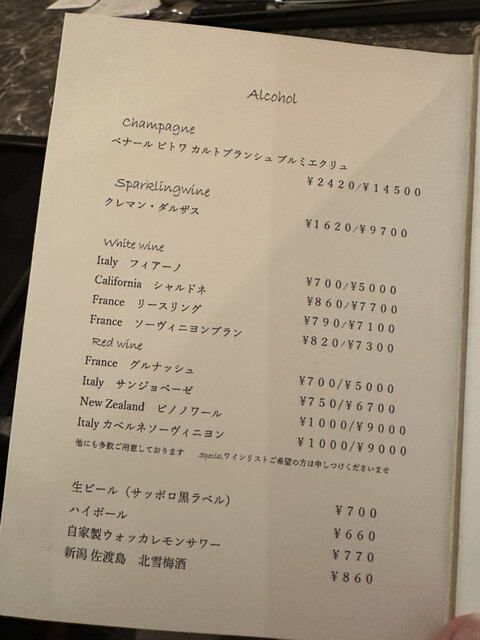 Alcohol
Champagne
ベナール ピトワ カルトブランシュ プルミエクリュ
¥2420/¥14500
Sparklingwine
クレマン・ダルザス
¥1620/¥9700
White wine
Italy フィアーノ
¥700/¥5000
California シャルドネ
¥860/¥7700
France リースリング
¥790/¥7100
France ソーヴィニヨンブラン
¥820/¥7300
Red wine
France グルナッシュ
¥700/¥5000
Italy サンジョベーゼ
¥750/¥6700
New Zealand ピノノワール
¥1000/¥9000
Italy カベルネソーヴィニヨン
¥1000/¥9000
他にも多数ご用意しております Specialワインリストご希望の方は申しつけくださいませ
生ビール（サッポロ黒ラベル）
¥700
ハイボール
¥660
自家製ウォッカレモンサワー
¥770
新潟 佐渡島 北雪梅酒
¥860